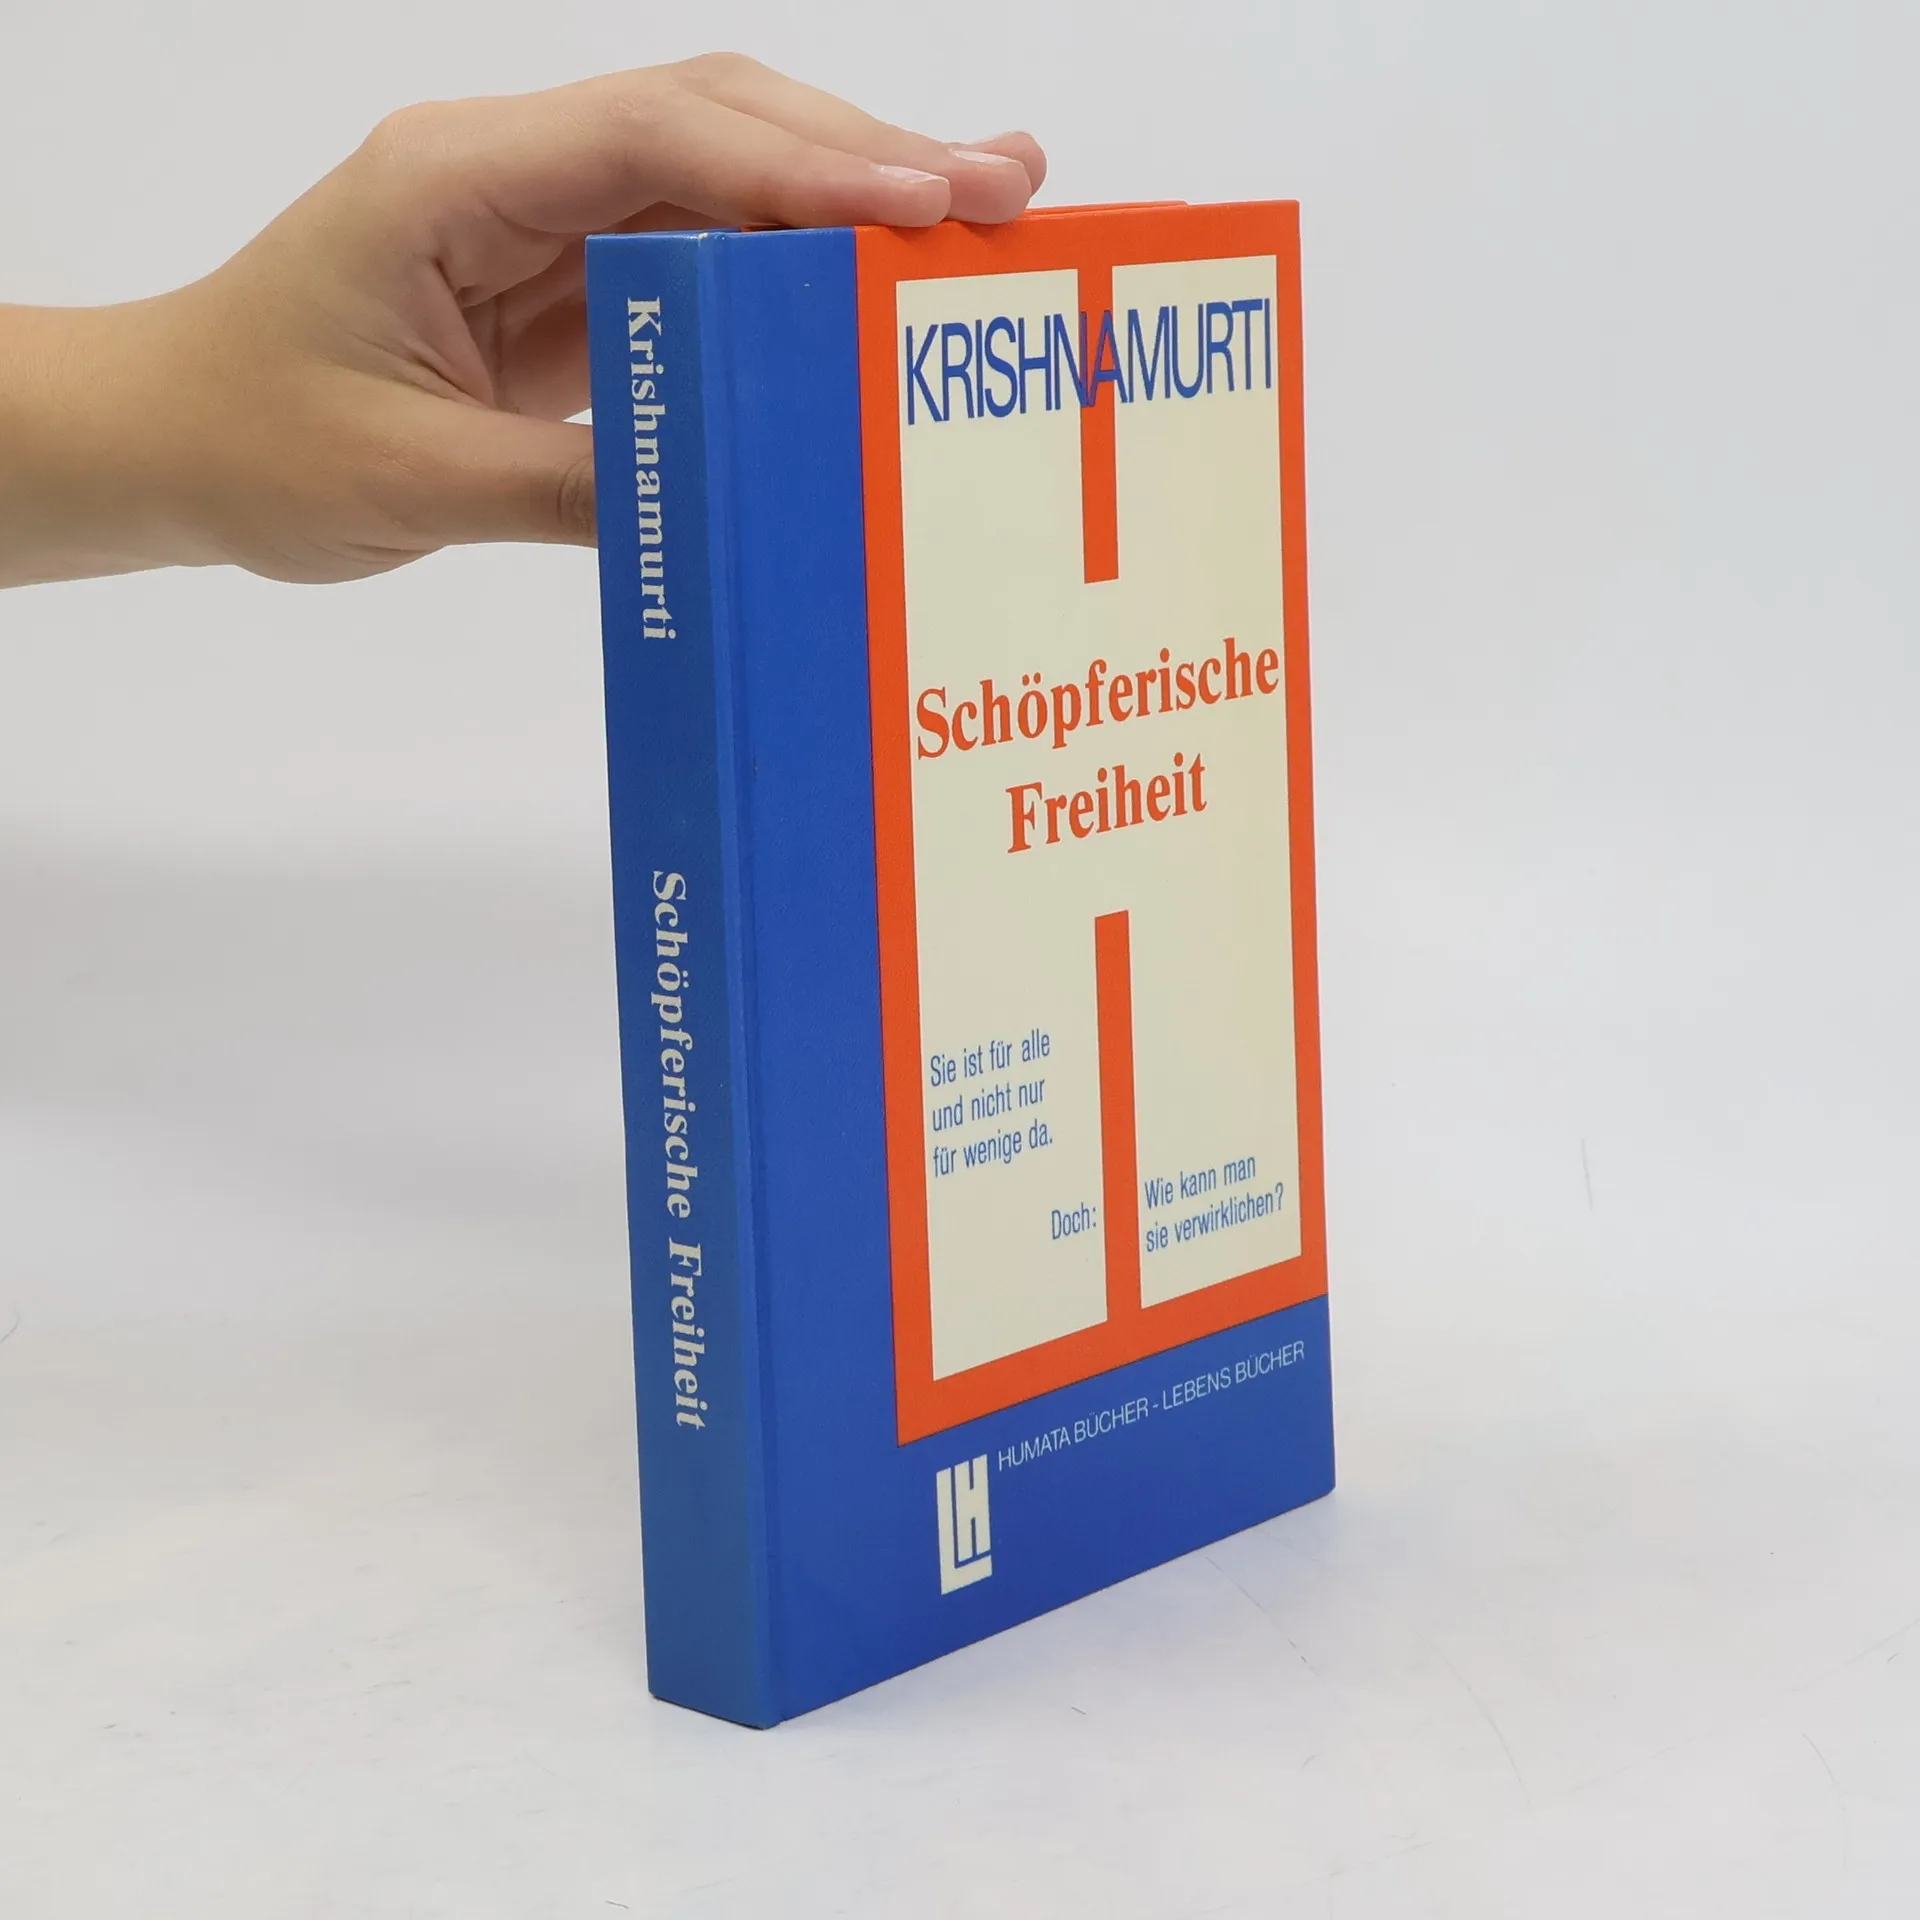 Krishnamurti Schöpferische Freiheit
KRISHNAMURTI
Schöpferische
Freiheit
Sie ist für alle
und nicht nur
für wenige da.
Doch:
Wie kann man
sie verwirklichen?
LH
HUMATA BÜCHER - LEBENS BÜCHER